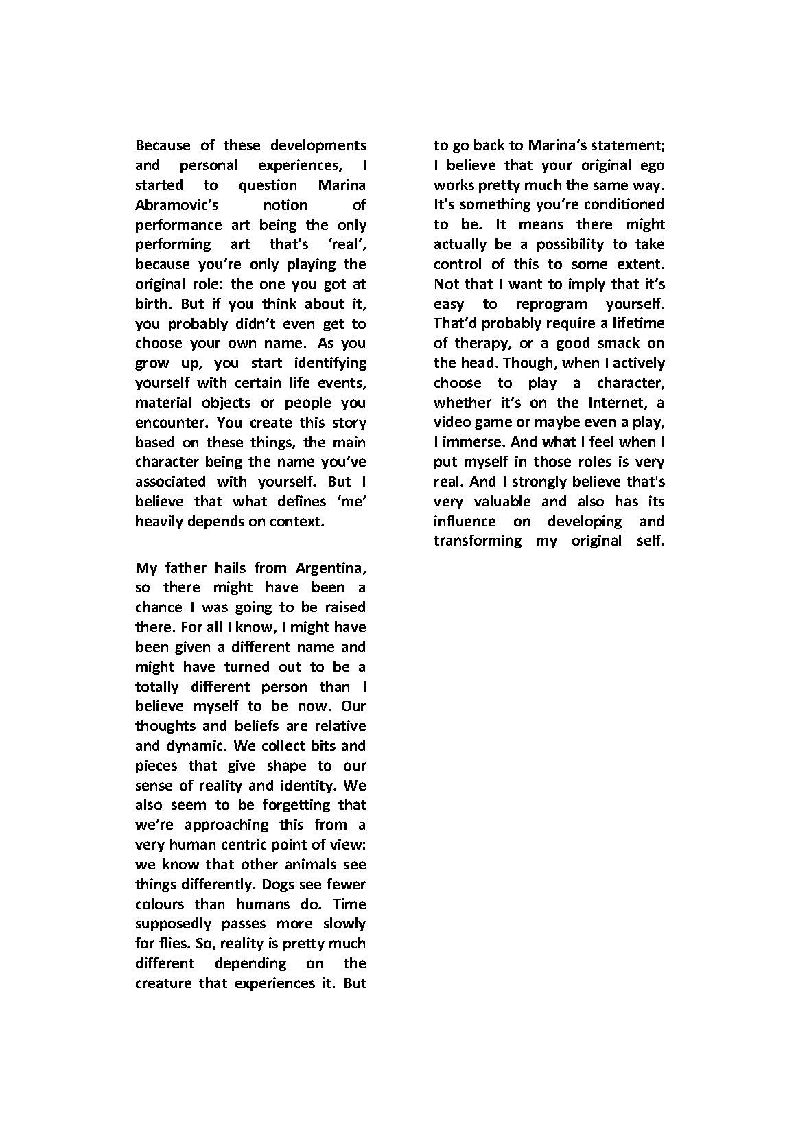 Because of these developments
and personal experiences, I
started to question Marina
Abramovic's notion of
performance art being the only
performing art that's ‘real’,
because you’re only playing the
original role: the one you got at
birth. But if you think about it,
you probably didn’t even get to
choose your own name. As you
grow up, you start identifying
yourself with certain life events,
material objects or people you
encounter. You create this story
based on these things, the main
character being the name you’ve
associated with yourself. But I
believe that what defines ‘me’
heavily depends on context.

My father hails from Argentina,
so there might have been a
chance I was going to be raised
there. For all I know, I might have
been given a different name and
might have turned out to be a
totally different person than I
believe myself to be now. Our
thoughts and beliefs are relative
and dynamic. We collect bits and
pieces that give shape to our
sense of reality and identity. We
also seem to be forgetting that
we’re approaching this from a
very human centric point of view:
we know that other animals see
things differently. Dogs see fewer
colours than humans do. Time
supposedly passes more slowly
for flies. So, reality is pretty much
different depending on the
creature that experiences it. But
to go back to Marina’s statement;
I believe that your original ego
works pretty much the same way.
It's something you’re conditioned
to be. It means there might
actually be a possibility to take
control of this to some extent.
Not that I want to imply that it’s
easy to reprogram yourself.
That’d probably require a lifetime
of therapy, or a good smack on
the head. Though, when I actively
choose to play a character,
whether it’s on the Internet, a
video game or maybe even a play,
I immerse. And what I feel when I
put myself in those roles is very
real. And I strongly believe that's
very valuable and also has its
influence on developing and
transforming my original self.